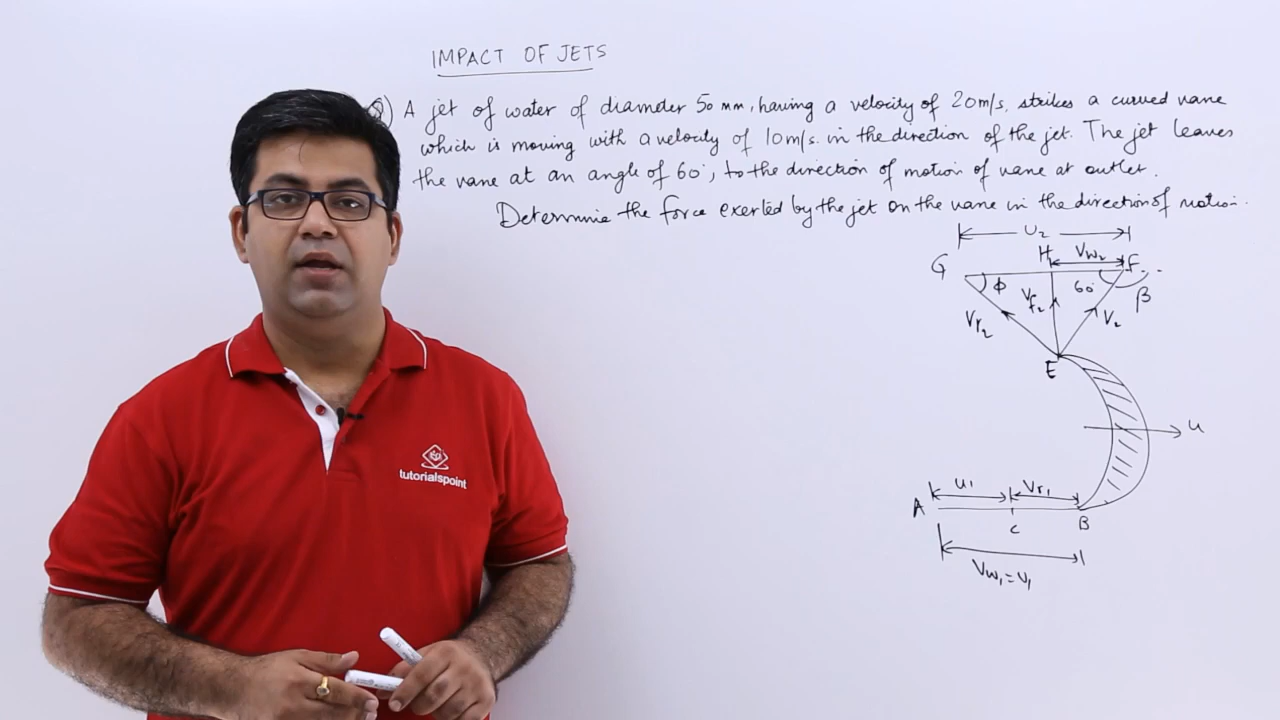 IMPACT OF JETS
Q) A jet of water of diameter 50 mm, having a velocity of 20m/s, strikes a curved vane
which is moving with a velocity of 10m/s. in the direction of the jet. The jet leaves
the vane at an angle of 60°, to the direction of motion of vane at outlet.
Determine the force exerted by the jet on the vane in the direction of motion.
U2
G H Vw2 F
ϕ Vf2 60° β
Vr2 V2
E
u
tutorialspoint
A u1 Vr1
C B
Vw1 = V1